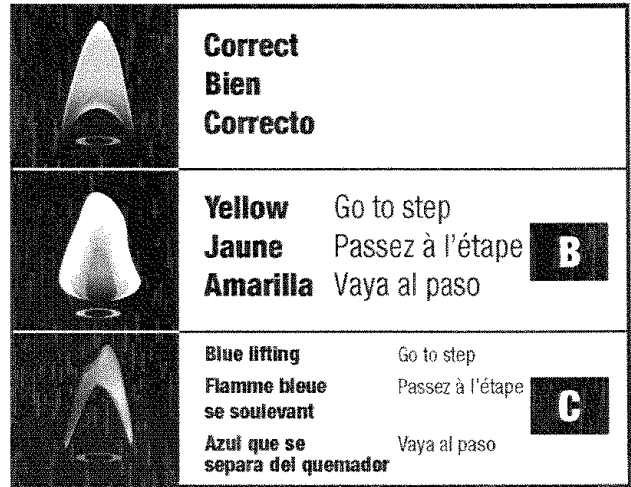 Correct
Bien
Correcto
Yellow Go to step
Jaune Passez à l'étape B
Amarilla Vaya al paso
Blue lifting Go to step
Flamme bleue Passez à l'étape
se soulevant C
Azul que se Vaya al paso
separa del quemador